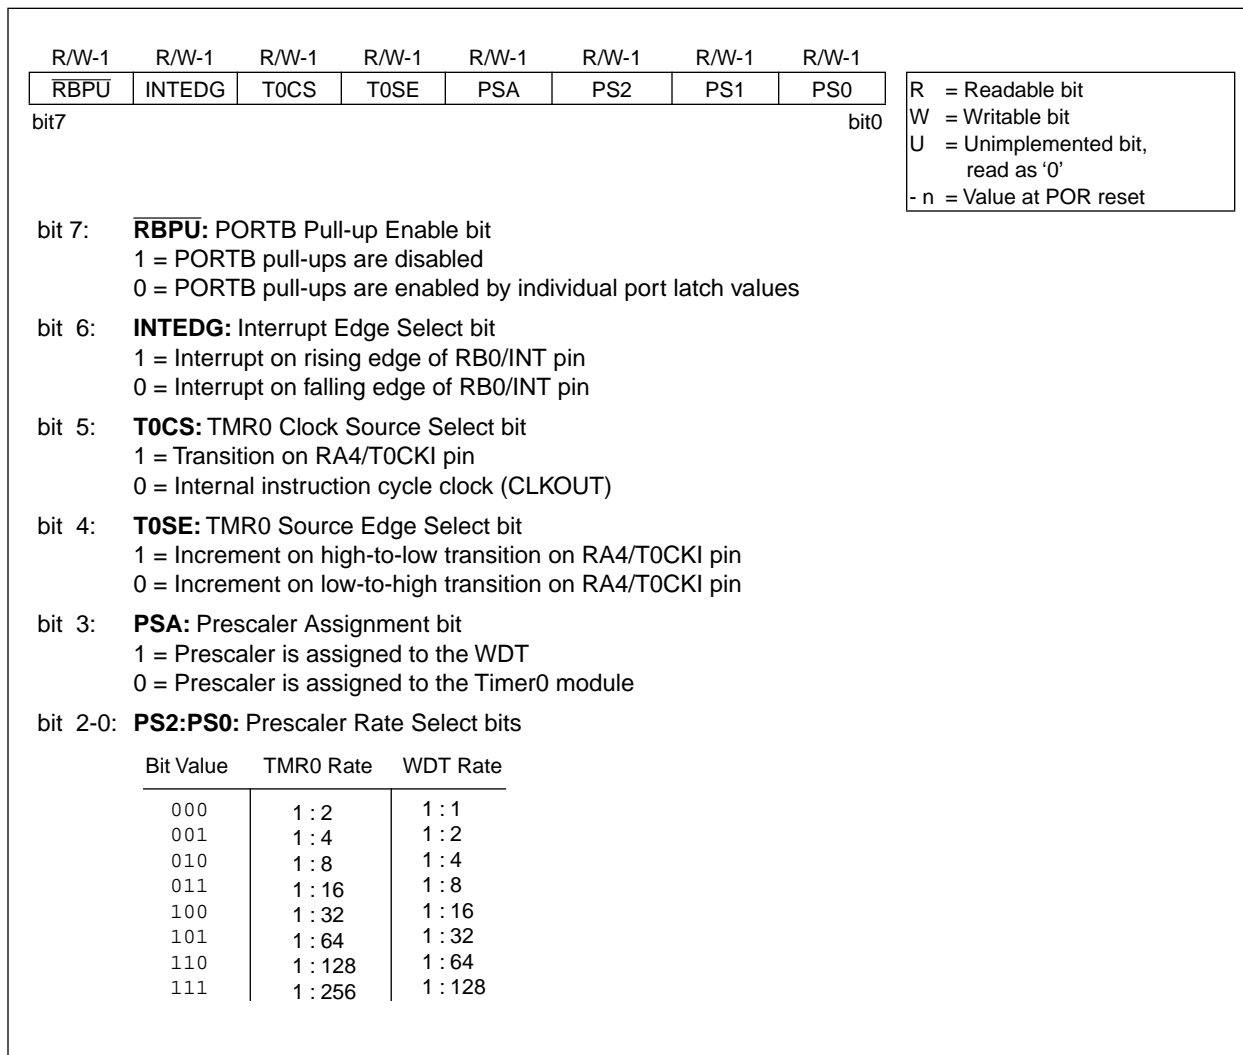 R/W-1 R/W-1 R/W-1 R/W-1 R/W-1 R/W-1 R/W-1 R/W-1
RBPU INTEDG T0CS T0SE PSA PS2 PS1 PS0
bit7 bit0
R = Readable bit
W = Writable bit
U = Unimplemented bit,
read as ‘0’
- n = Value at POR reset
bit 7: RBPU: PORTB Pull-up Enable bit
1 = PORTB pull-ups are disabled
0 = PORTB pull-ups are enabled by individual port latch values
bit 6: INTEDG: Interrupt Edge Select bit
1 = Interrupt on rising edge of RB0/INT pin
0 = Interrupt on falling edge of RB0/INT pin
bit 5: T0CS: TMR0 Clock Source Select bit
1 = Transition on RA4/T0CKI pin
0 = Internal instruction cycle clock (CLKOUT)
bit 4: T0SE: TMR0 Source Edge Select bit
1 = Increment on high-to-low transition on RA4/T0CKI pin
0 = Increment on low-to-high transition on RA4/T0CKI pin
bit 3: PSA: Prescaler Assignment bit
1 = Prescaler is assigned to the WDT
0 = Prescaler is assigned to the Timer0 module
bit 2-0: PS2:PS0: Prescaler Rate Select bits
Bit Value TMR0 Rate WDT Rate
000 1 : 2 1 : 1
001 1 : 4 1 : 2
010 1 : 8 1 : 4
011 1 : 16 1 : 8
100 1 : 32 1 : 16
101 1 : 64 1 : 32
110 1 : 128 1 : 64
111 1 : 256 1 : 128